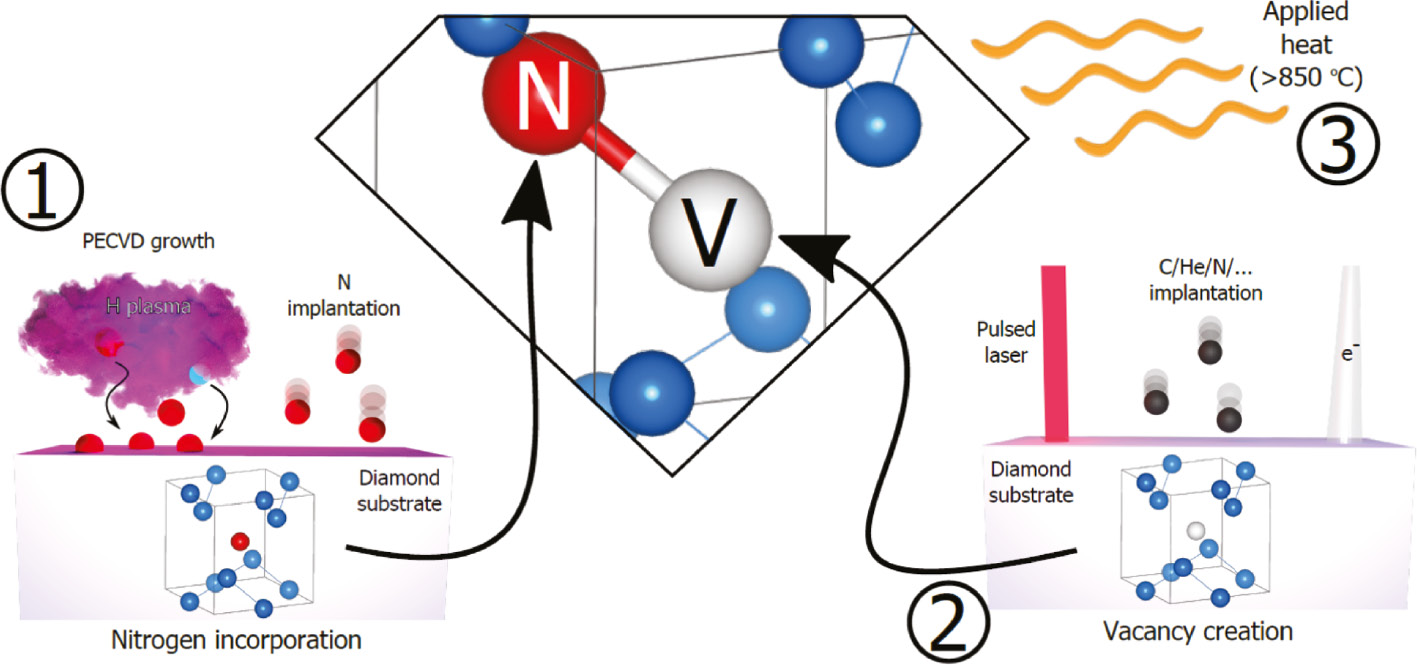 1
PECVD growth
H plasma
N
implantation
Diamond
substrate
Nitrogen incorporation
N
V
Applied
heat
(>850 °C)
3
Pulsed
laser
C/He/N/...
implantation
e-
Diamond
substrate
2
Vacancy creation